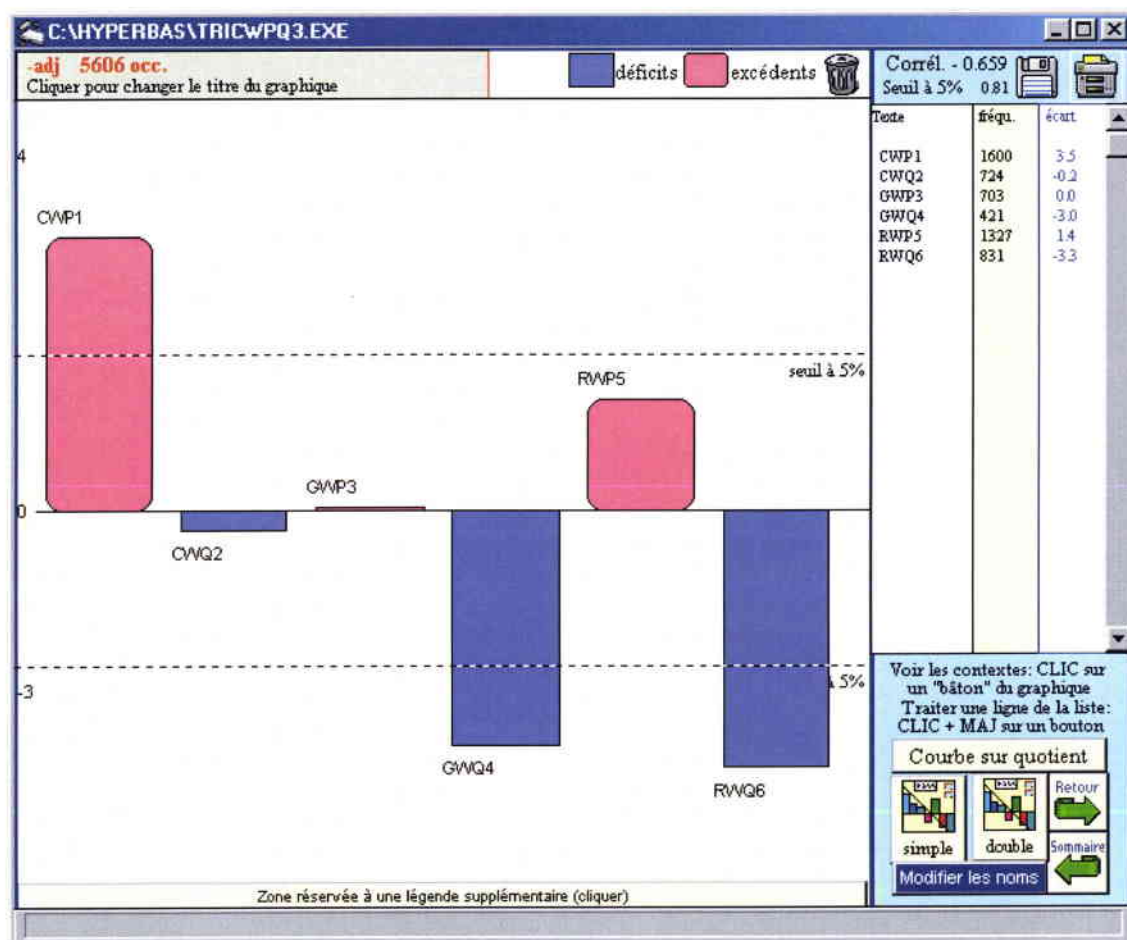 C:\HYPERBAS\TRICWPQ3.EXE
-adj 5606 occ.
Cliquer pour changer le titre du graphique
déficits
excédents
Corrél. - 0.659
Seuil à 5% 0.81
4
CWP1
CWQ2
GWP3
GWQ4
RWP5
RWQ6
seuil à 5%
0
à 5%
-3
Zone réservée à une légende supplémentaire (cliquer)
Texte fréqu. écart
CWP1 1600 3.5
CWQ2 724 -0.2
GWP3 703 0.0
GWQ4 421 -3.0
RWP5 1327 1.4
RWQ6 831 -3.3
Voir les contextes: CLIC sur
un "bâton" du graphique
Traiter une ligne de la liste:
CLIC + MAJ sur un bouton
Courbe sur quotient
simple
double
Retour
Sommaire
Modifier les noms